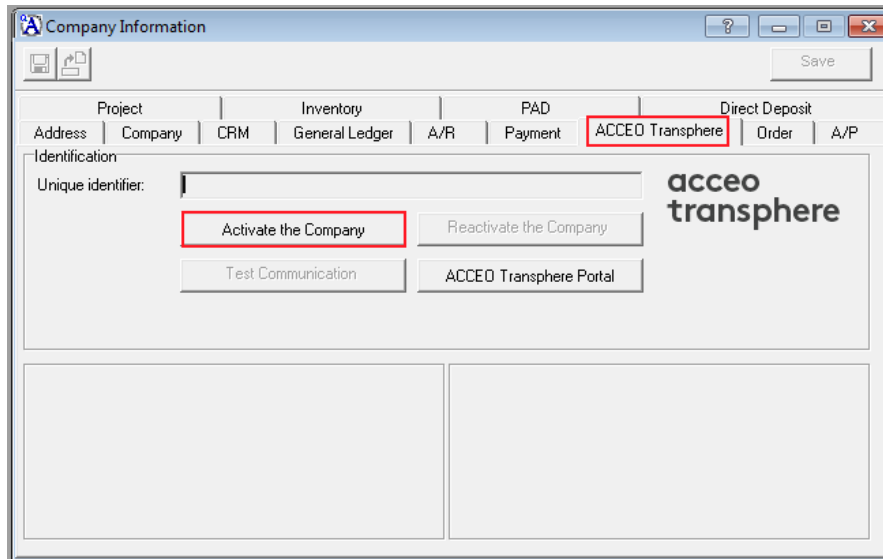 Company Information
Save
Project Inventory PAD Direct Deposit
Address Company CRM General Ledger A/R Payment ACCEO Transphere Order A/P
Identification
Unique identifier:
acceo
transphere
Activate the Company Reactivate the Company
Test Communication ACCEO Transphere Portal